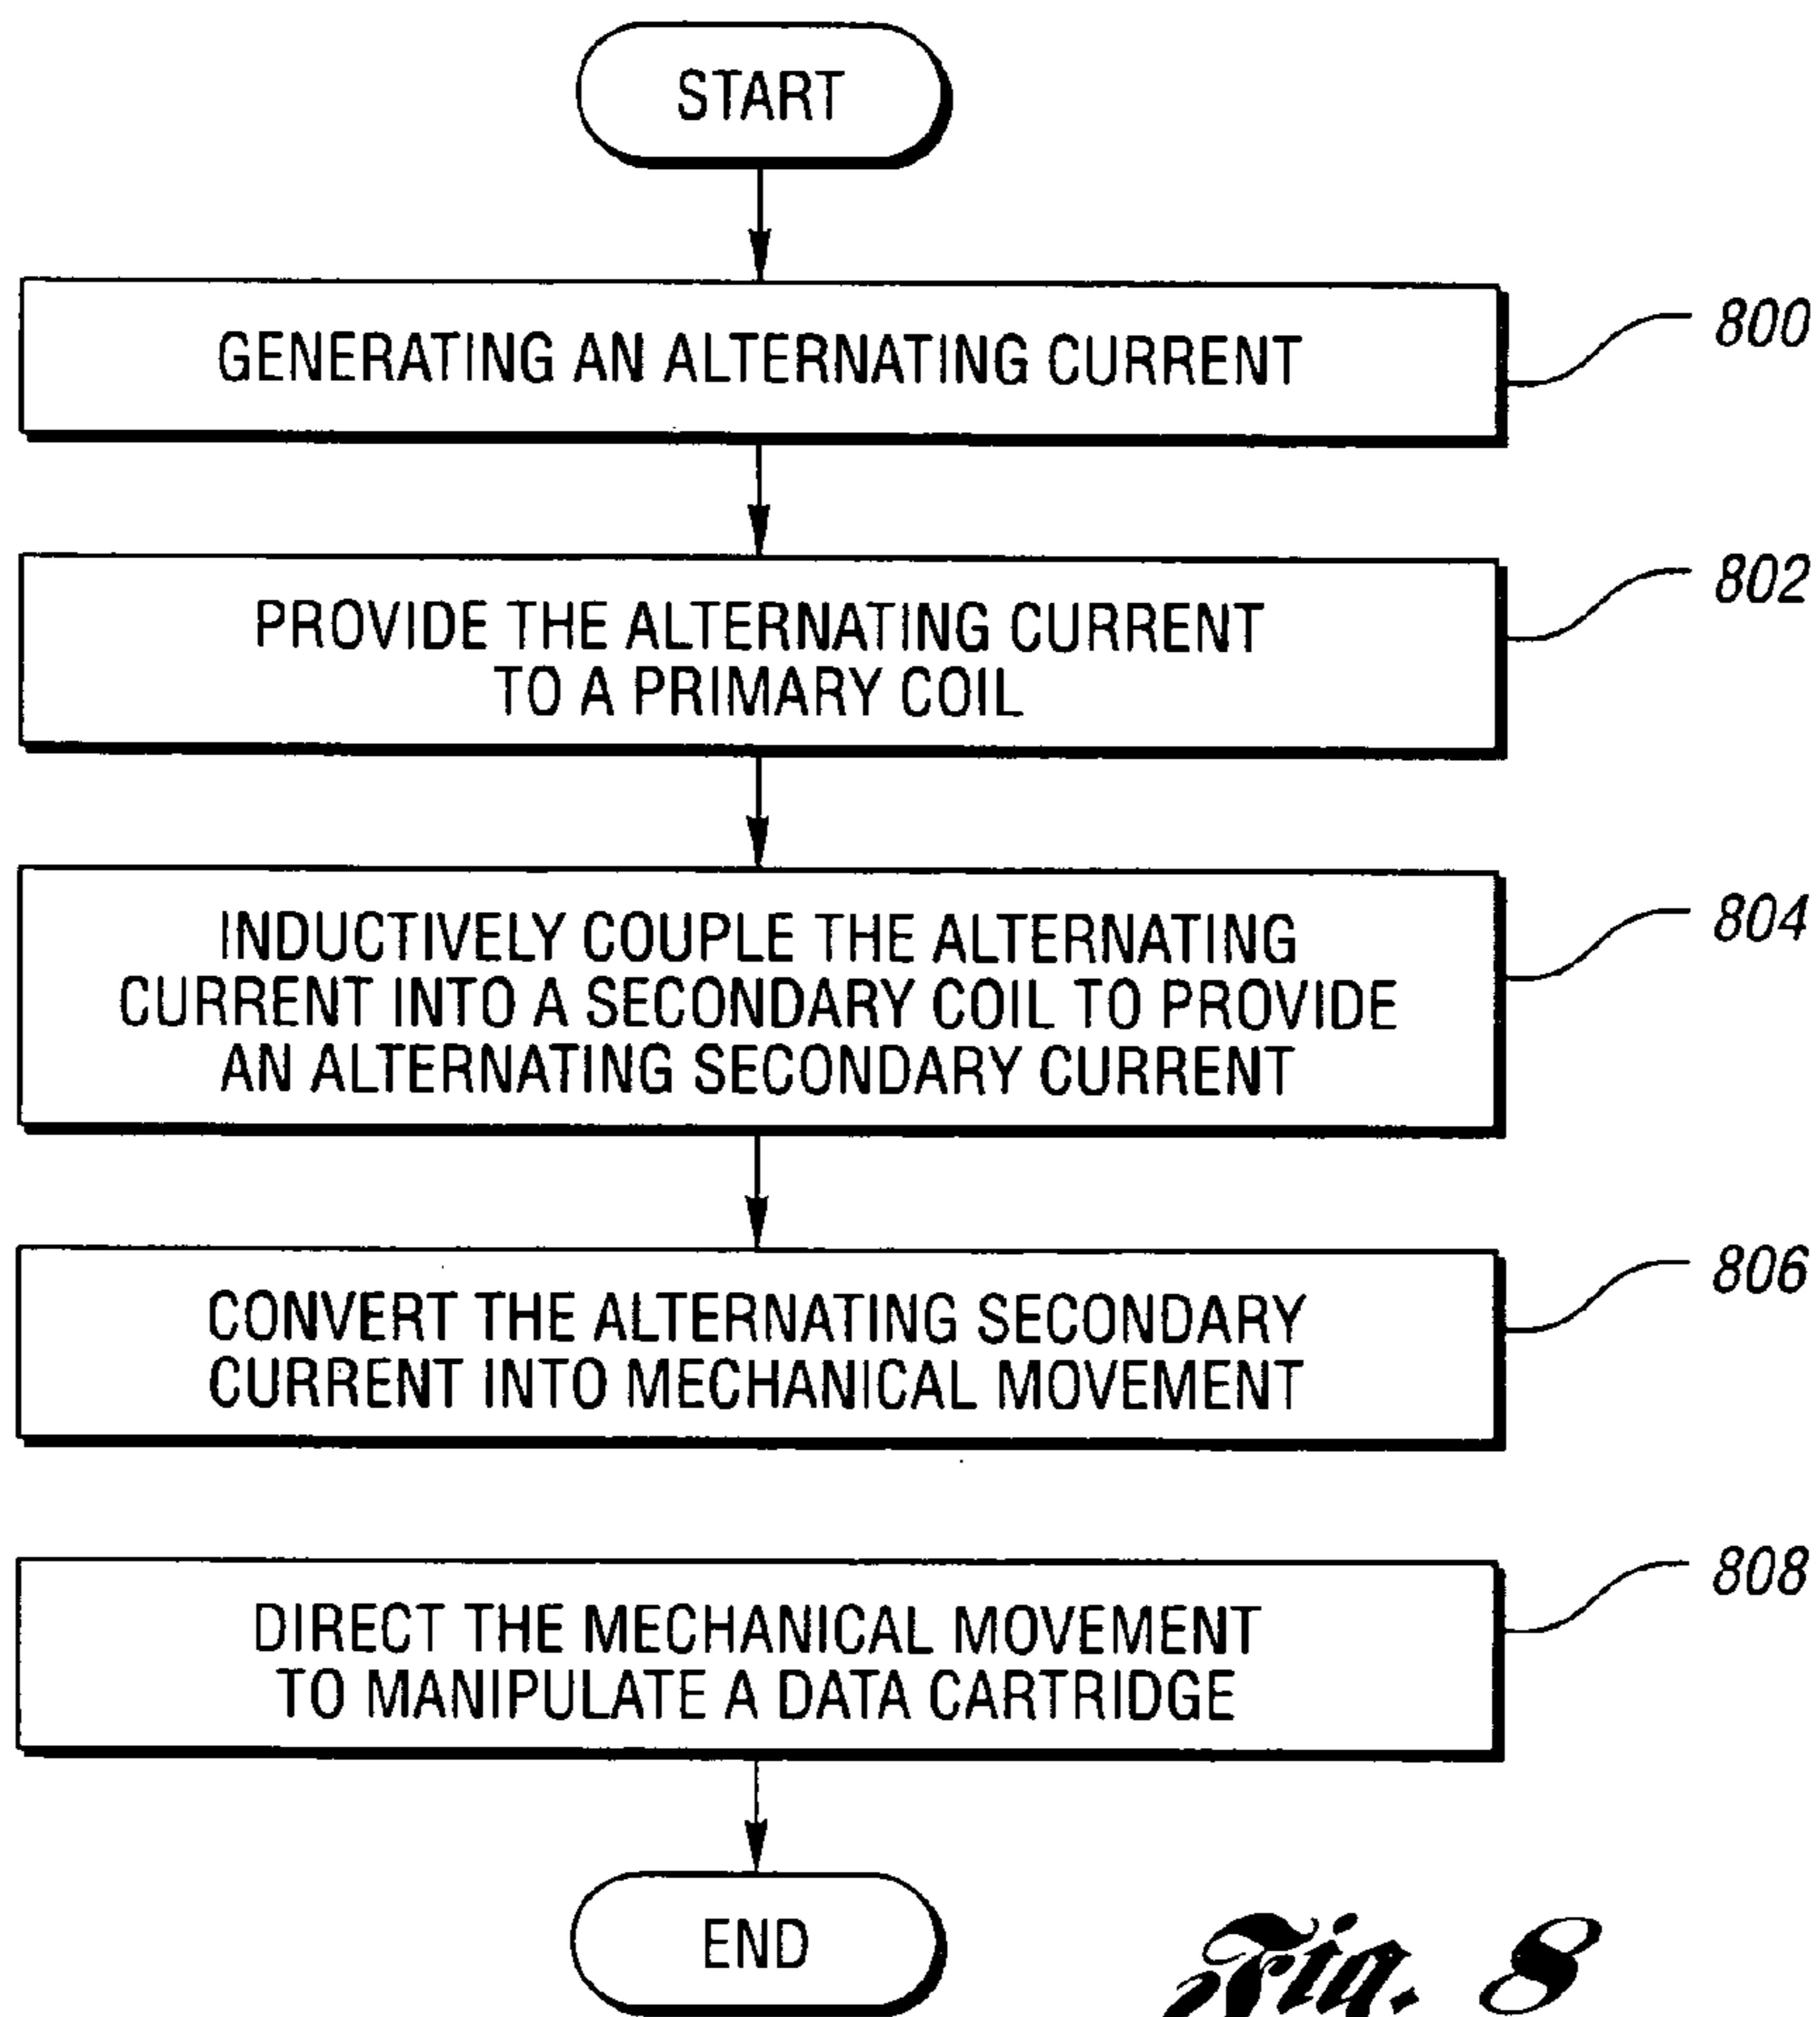 START
GENERATING AN ALTERNATING CURRENT
800
PROVIDE THE ALTERNATING CURRENT
TO A PRIMARY COIL
802
INDUCTIVELY COUPLE THE ALTERNATING
CURRENT INTO A SECONDARY COIL TO PROVIDE
AN ALTERNATING SECONDARY CURRENT
804
CONVERT THE ALTERNATING SECONDARY
CURRENT INTO MECHANICAL MOVEMENT
806
DIRECT THE MECHANICAL MOVEMENT
TO MANIPULATE A DATA CARTRIDGE
808
END
Fig. 8